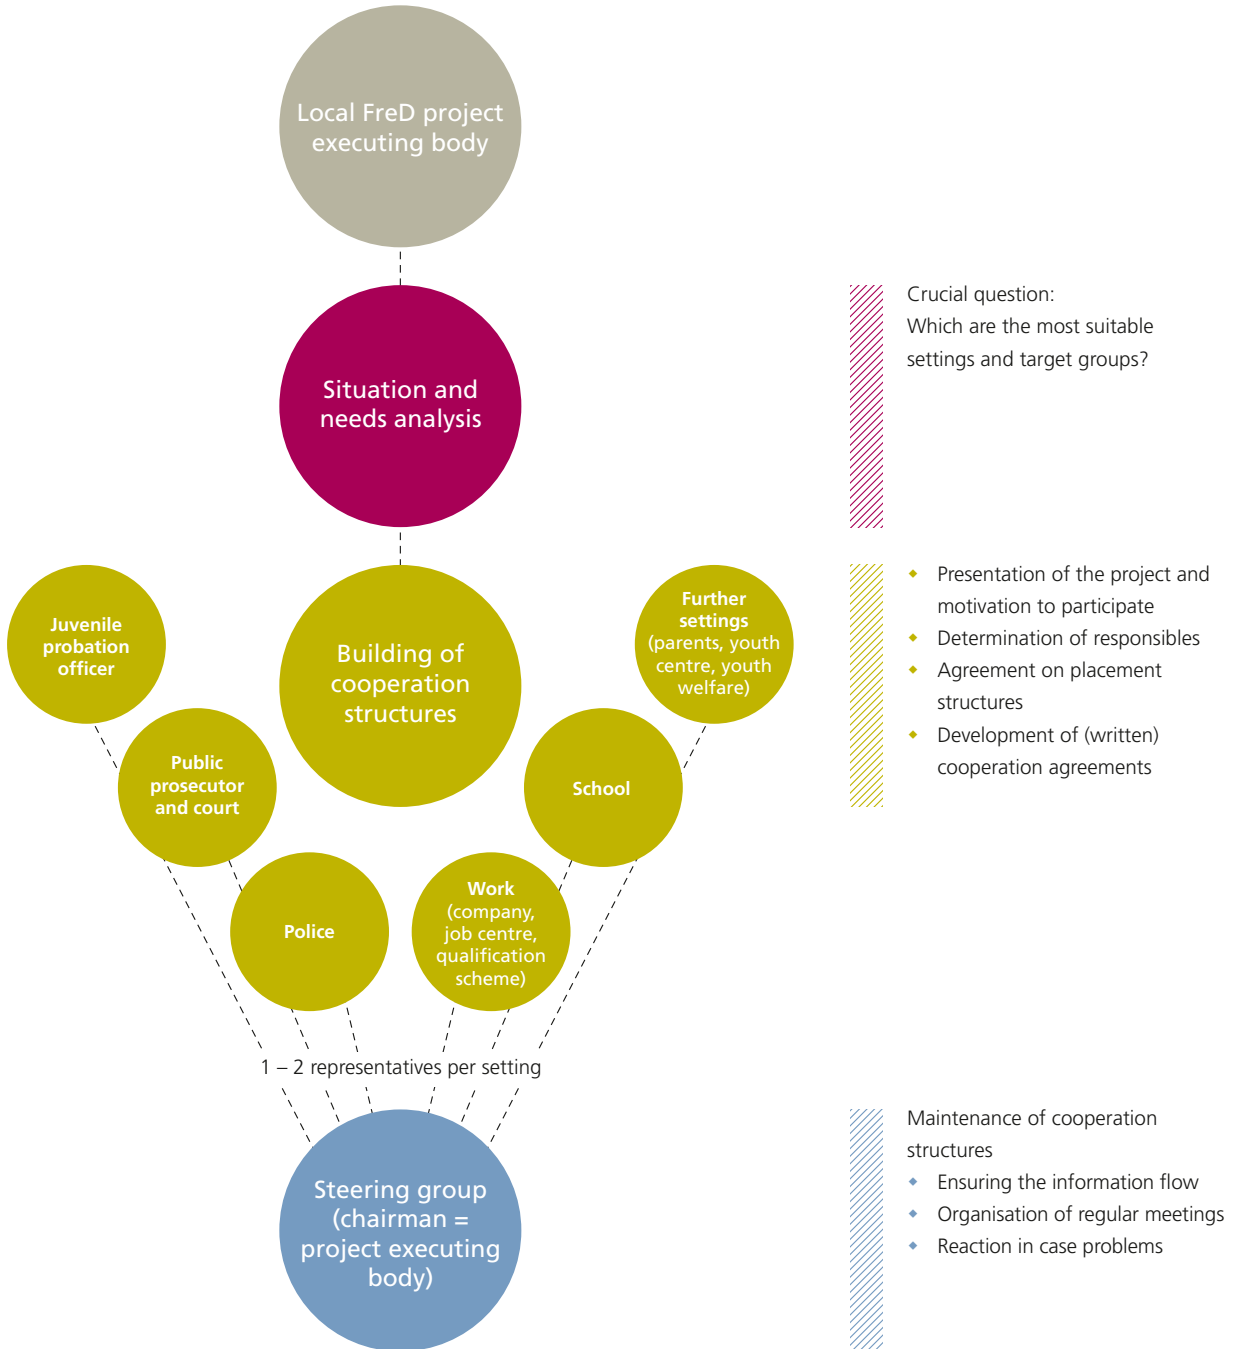 Local FreD project
executing body
Situation and
needs analysis
Crucial question:
Which are the most suitable
settings and target groups?
Juvenile
probation
officer
Public
prosecutor
and court
Police
Building of
cooperation
structures
Work
(company,
job centre,
qualification
scheme)
School
Further
settings
(parents, youth
centre, youth
welfare)
◆ Presentation of the project and
motivation to participate
◆ Determination of responsibles
◆ Agreement on placement
structures
◆ Development of (written)
cooperation agreements
1 – 2 representatives per setting
Steering group
(chairman =
project executing
body)
Maintenance of cooperation
structures
◆ Ensuring the information flow
◆ Organisation of regular meetings
◆ Reaction in case problems